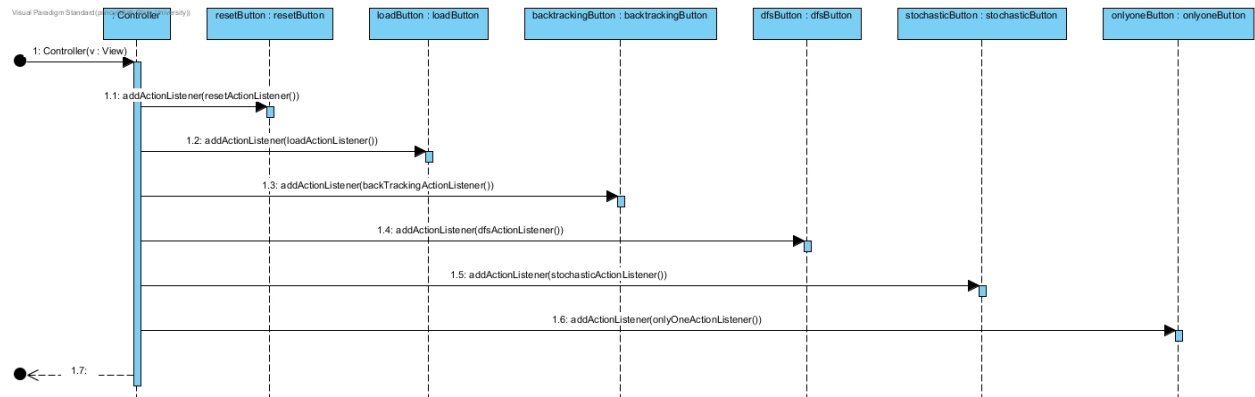 Visual Paradigm Standard
: Controller
resetButton : resetButton
loadButton : loadButton
backtrackingButton : backtrackingButton
dfsButton : dfsButton
stochasticButton : stochasticButton
onlyoneButton : onlyoneButton
1: Controller(v : View)
1.1: addActionListener(resetActionListener())
1.2: addActionListener(loadActionListener())
1.3: addActionListener(backTrackingActionListener())
1.4: addActionListener(dfsActionListener())
1.5: addActionListener(stochasticActionListener())
1.6: addActionListener(onlyOneActionListener())
1.7: